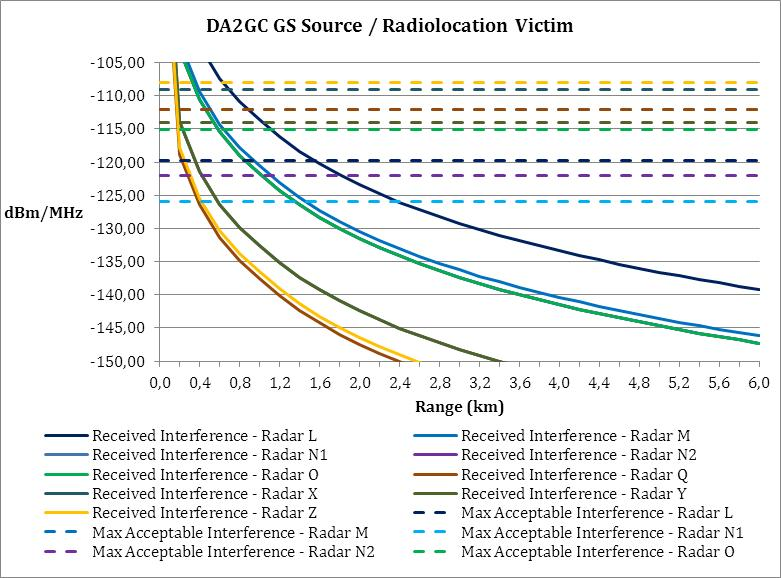 DA2GC GS Source / Radiolocation Victim
-105,00
-110,00
-115,00
-120,00
-125,00
-130,00
-135,00
-140,00
-145,00
-150,00
dBm/MHz
0,0 0,4 0,8 1,2 1,6 2,0 2,4 2,8 3,2 3,6 4,0 4,4 4,8 5,2 5,6 6,0
Range (km)
Received Interference - Radar L Received Interference - Radar M
Received Interference - Radar N1 Received Interference - Radar N2
Received Interference - Radar O Received Interference - Radar Q
Received Interference - Radar X Received Interference - Radar Y
Received Interference - Radar Z Max Acceptable Interference - Radar L
Max Acceptable Interference - Radar M Max Acceptable Interference - Radar N1
Max Acceptable Interference - Radar N2 Max Acceptable Interference - Radar O